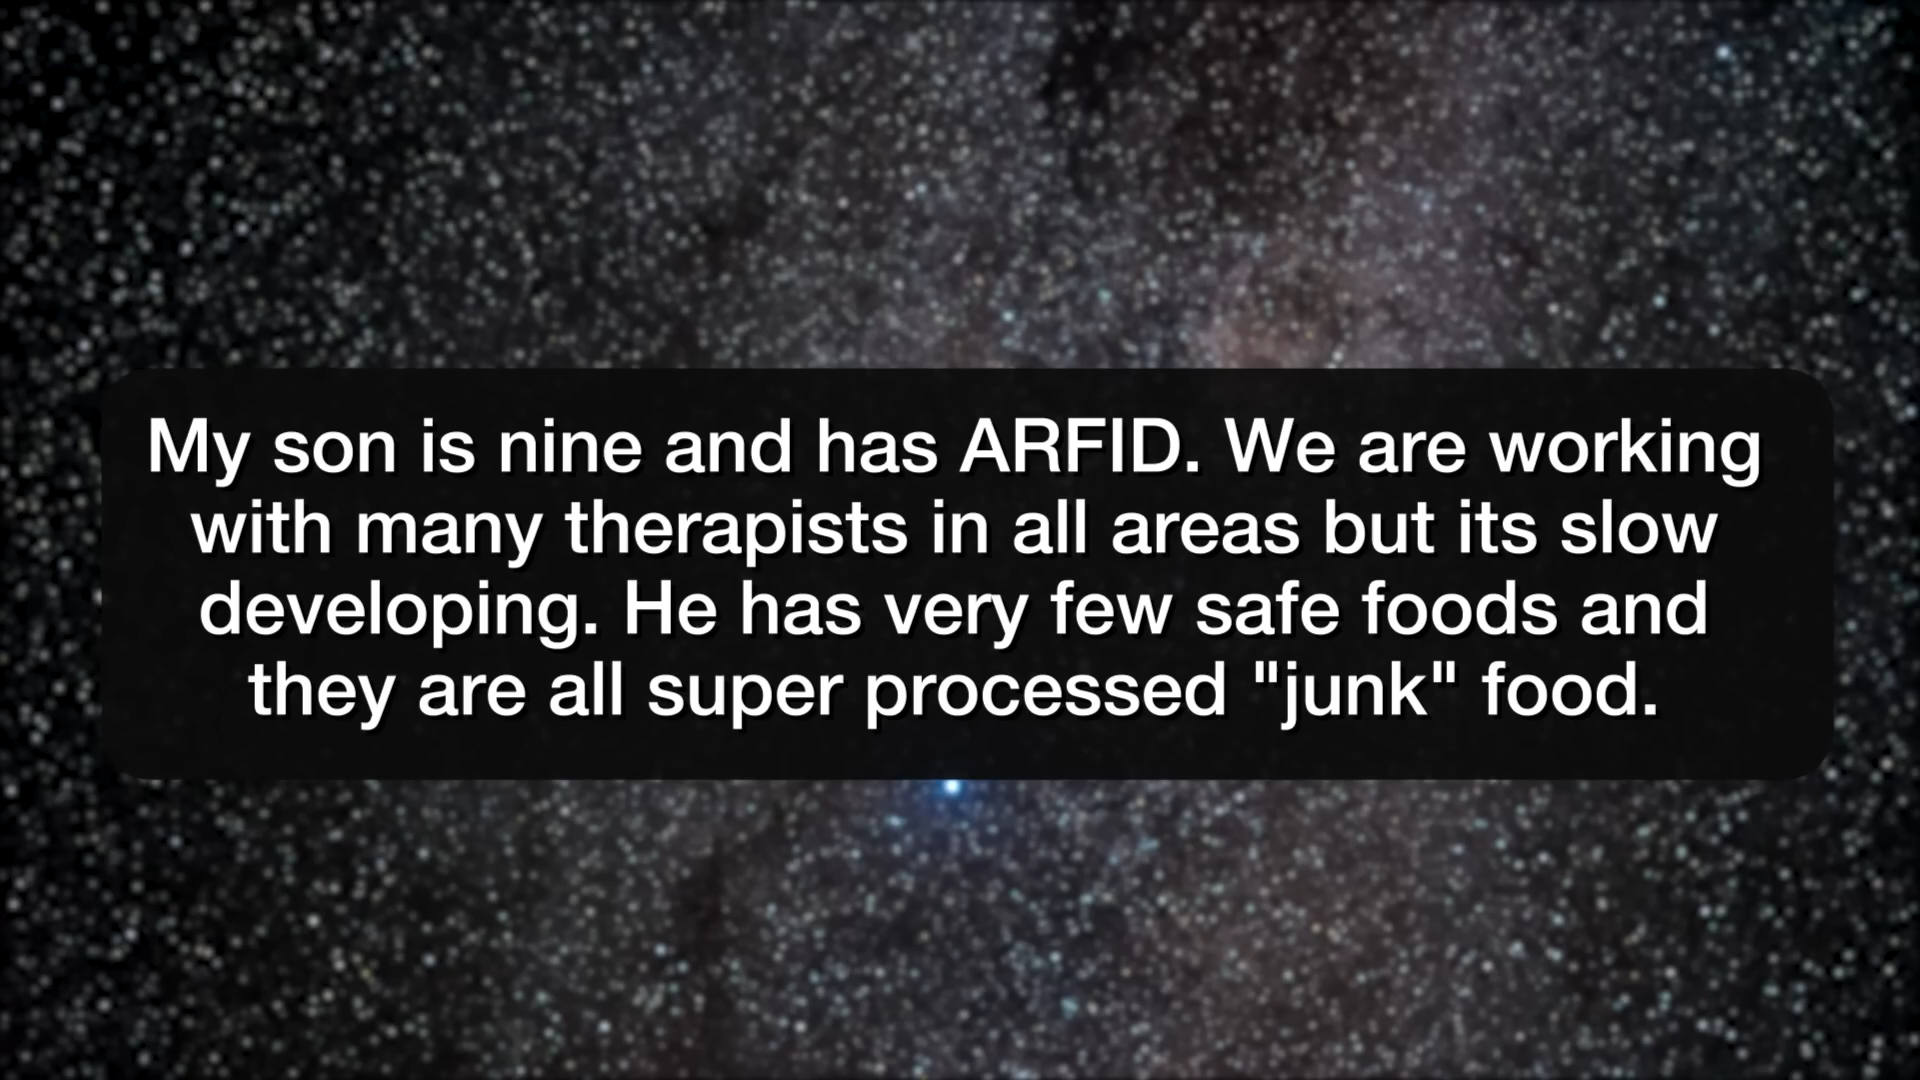 My son is nine and has ARFID. We are working
with many therapists in all areas but its slow
developing. He has very few safe foods and
they are all super processed "junk" food.